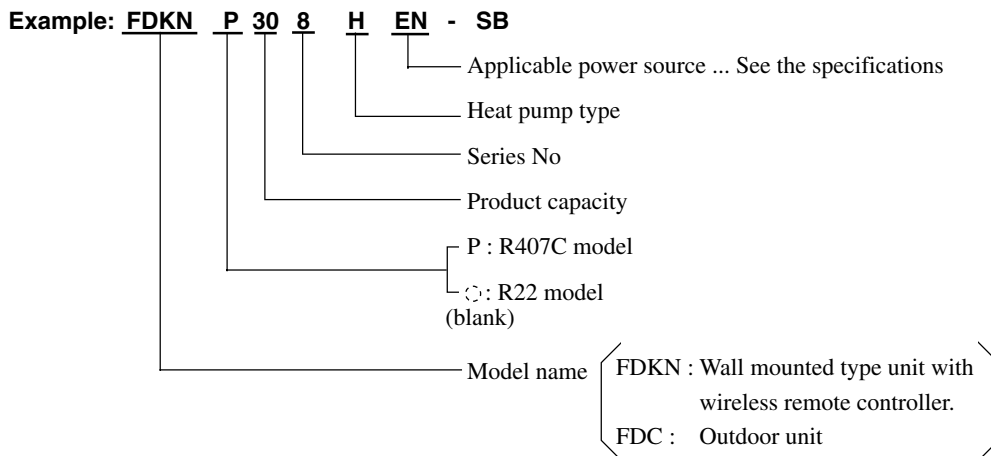 Example: FDKN P 30 8 H EN - SB
Applicable power source ... See the specifications
Heat pump type
Series No
Product capacity
P : R407C model
: R22 model
(blank)
Model name
FDKN : Wall mounted type unit with
wireless remote controller.
FDC : Outdoor unit